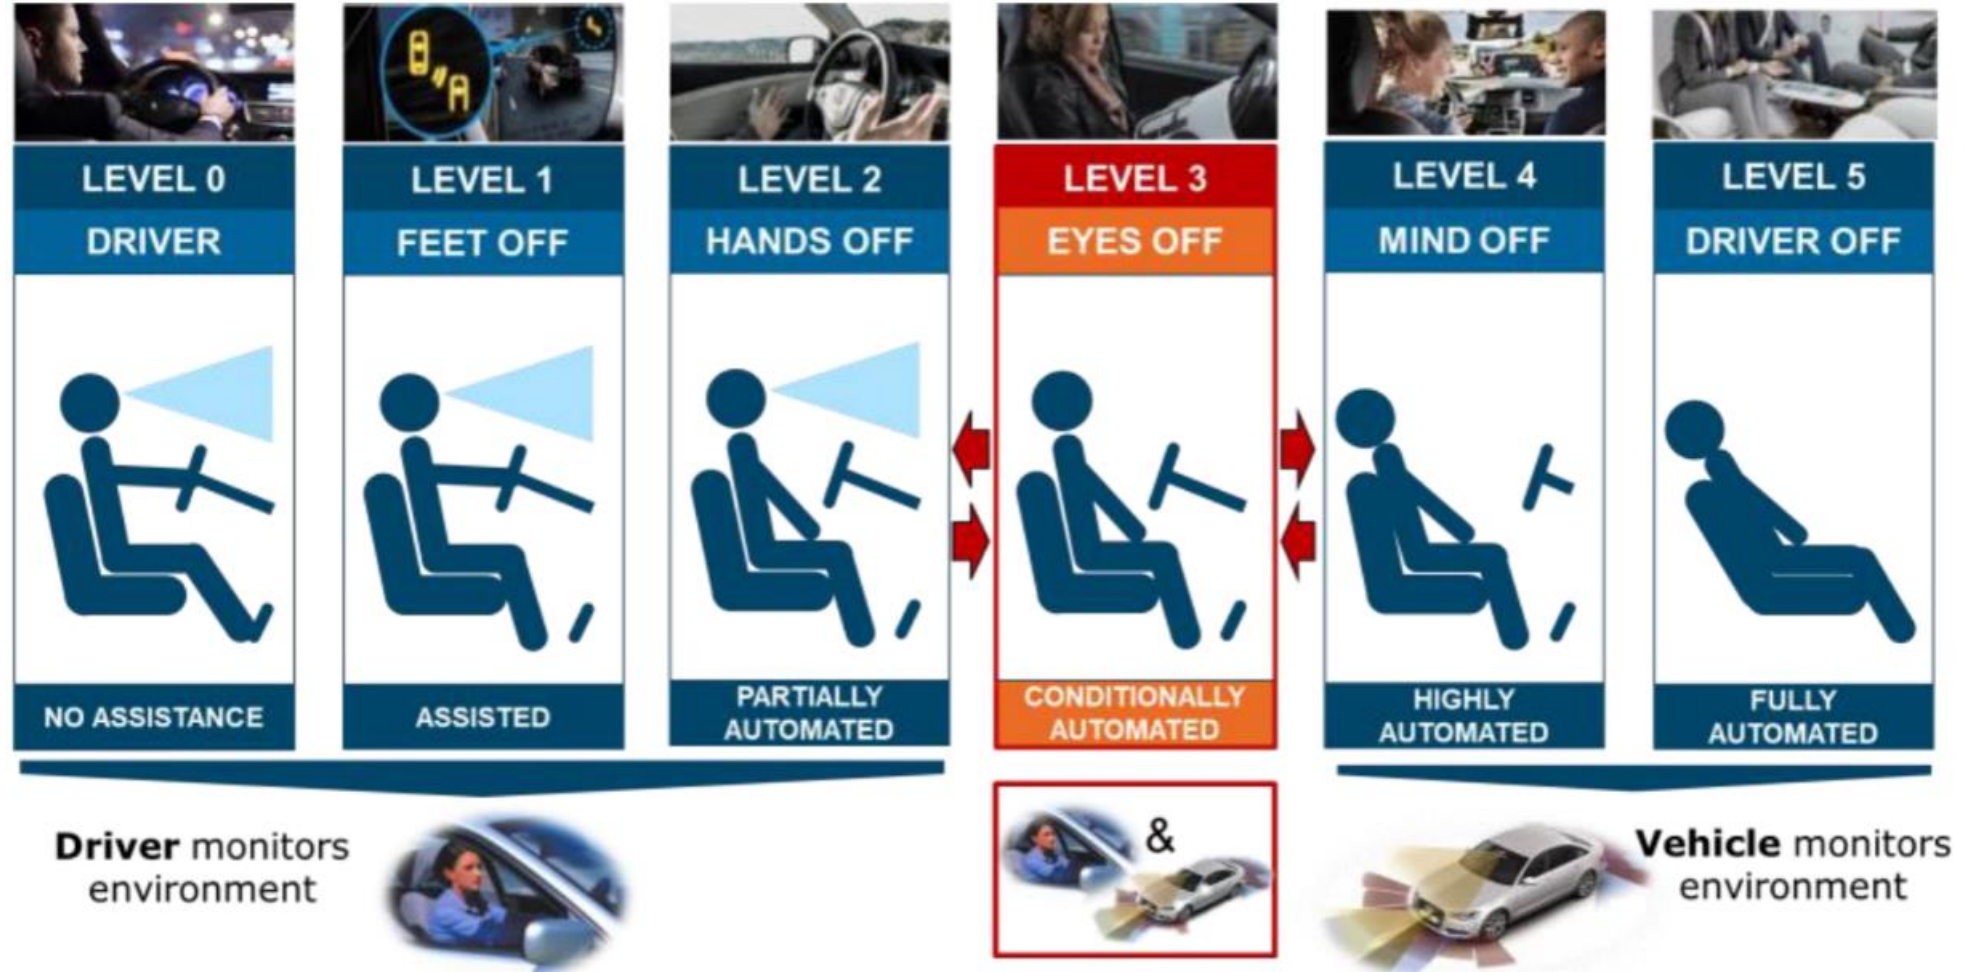 LEVEL 0
DRIVER
NO ASSISTANCE
LEVEL 1
FEET OFF
ASSISTED
LEVEL 2
HANDS OFF
PARTIALLY
AUTOMATED
LEVEL 3
EYES OFF
CONDITIONALLY
AUTOMATED
LEVEL 4
MIND OFF
HIGHLY
AUTOMATED
LEVEL 5
DRIVER OFF
FULLY
AUTOMATED
Driver monitors
environment
&
Vehicle monitors
environment